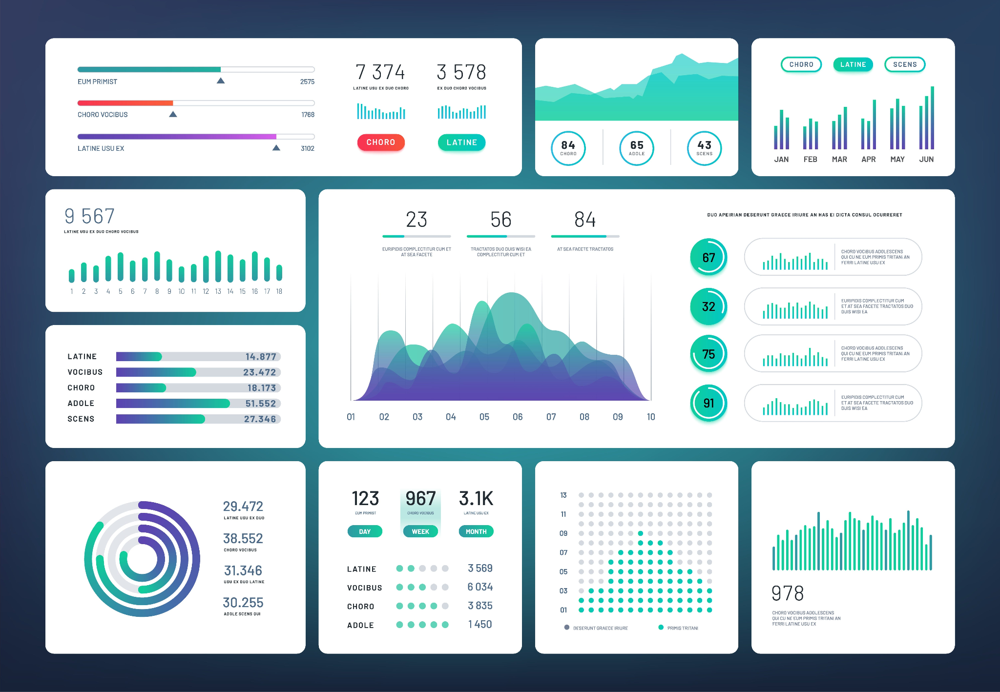 EUM PRIMIST 2575
CHORO VOCIBUS 1768
LATINE USU EX 3102
7 374
LATINE USU EX DUO CHORO
CHORO
3 578
EX DUO CHORO VOCIBUS
LATINE
84
CHORO
65
ADOLE
43
SCENS
CHORO LATINE SCENS
JAN FEB MAR APR MAY JUN
9 567
LATINE USU EX DUO CHORO VOCIBUS
1 2 3 4 5 6 7 8 9 10 11 12 13 14 15 16 17 18
LATINE 14.877
VOCIBUS 23.472
CHORO 18.173
ADOLE 51.552
SCENS 27.346
23
EURIPIDIS COMPLECTITUR CUM ET
AT SEA FACETE
56
TRACTATOS DUO DUIS WISI EA
COMPLECTITUR CUM ET
84
AT SEA FACETE TRACTATOS
01 02 03 04 05 06 07 08 09 10
DUO APEIRIAN DESERUNT GRAECE IRIURE AN HAS EI DICTA CONSUL OCURRERET
67
CHORO VOCIBUS ADOLESCENS
QUI CU NE EUM PRIMIS TRITANI AN
FERRI LATINE USU EX
32
EURIPIDIS COMPLECTITUR CUM
ET AT SEA FACETE TRACTATOS DUO
DUIS WISI EA
75
CHORO VOCIBUS ADOLESCENS
QUI CU NE EUM PRIMIS TRITANI AN
FERRI LATINE USU EX
91
EURIPIDIS COMPLECTITUR CUM
ET AT SEA FACETE TRACTATOS DUO
DUIS WISI EA
29.472
LATINE USU EX DUO
38.552
CHORO VOCIBUS
31.346
USU EX DUO LATINE
30.255
ADOLE SCENS QUI
123
EUM PRIMIST
DAY
967
CHORO VOCIBUS
WEEK
3.1K
LATINE USU EX
MONTH
LATINE 3 569
VOCIBUS 6 034
CHORO 3 835
ADOLE 1 450
13
11
09
07
05
03
01
DESERUNT GRAECE IRIURE PRIMIS TRITANI
978
CHORO VOCIBUS ADOLESCENS
QUI CU NE EUM PRIMIS TRITANI AN
FERRI LATINE USU EX